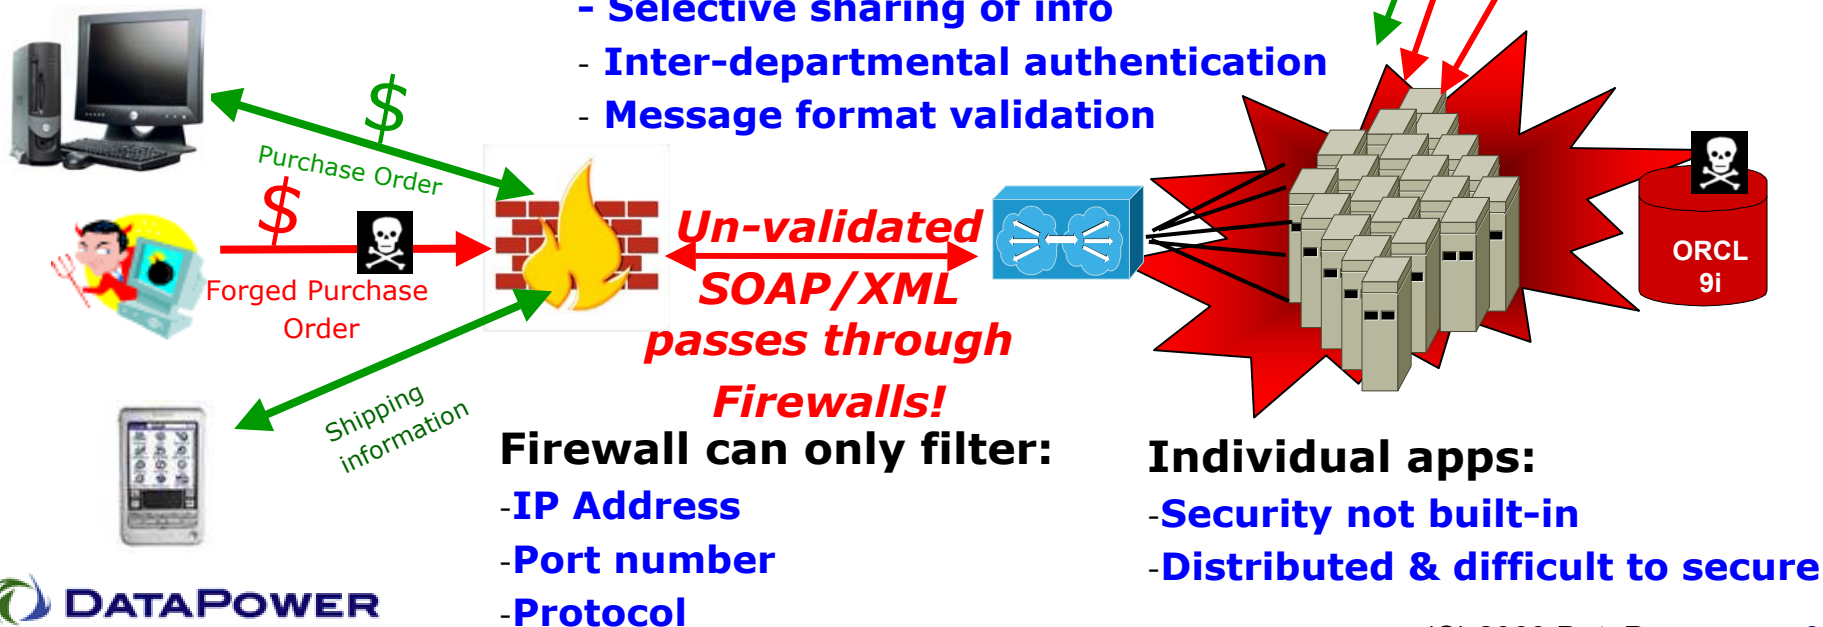 - Selective sharing of info
- Inter-departmental authentication
- Message format validation
$
Purchase Order
$
Forged Purchase
Order
Shipping
information
Un-validated
SOAP/XML
passes through
Firewalls!
ORCL
9i
Firewall can only filter:
-IP Address
-Port number
-Protocol
Individual apps:
-Security not built-in
-Distributed & difficult to secure
DATAPOWER